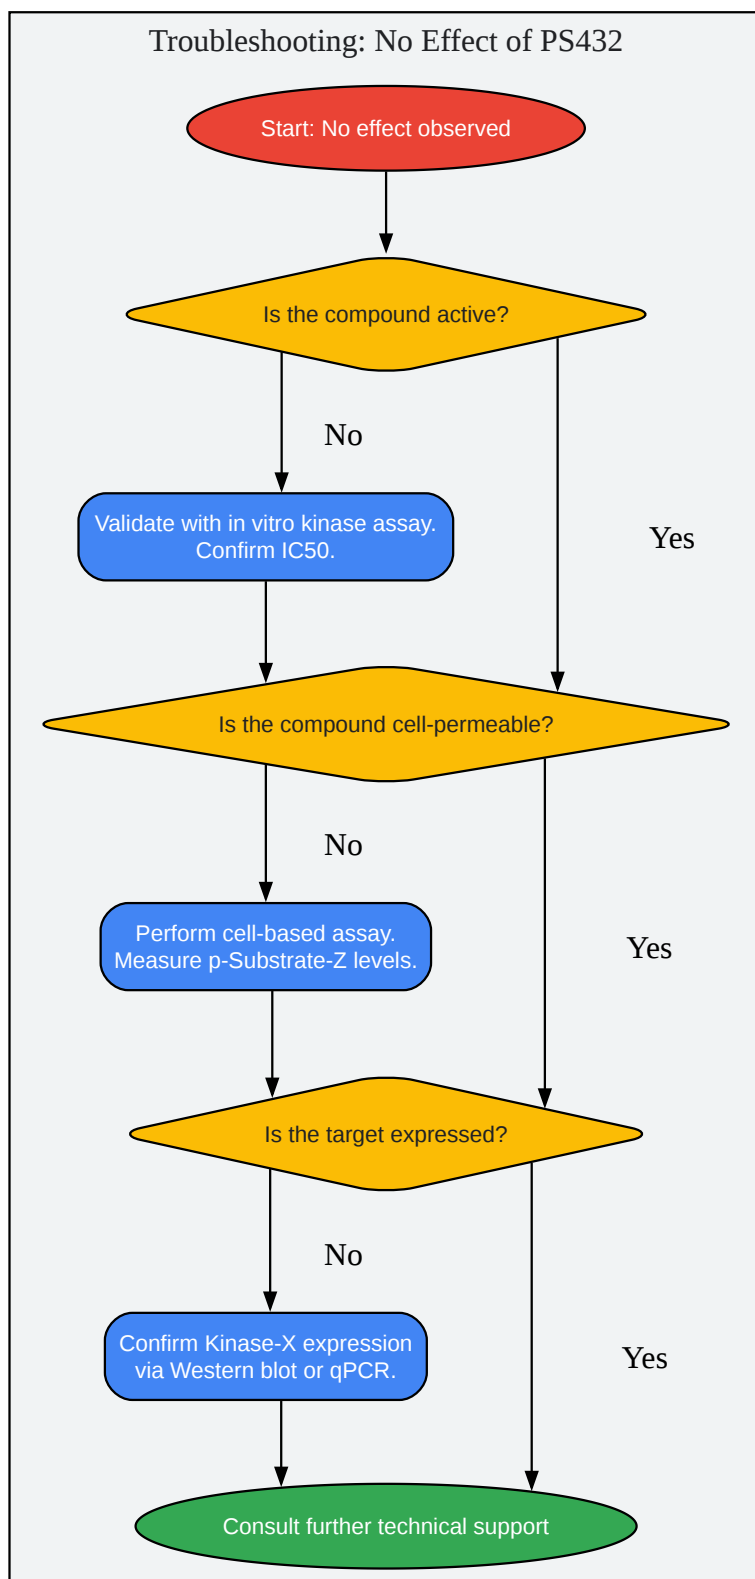 Troubleshooting: No Effect of PS432
Start: No effect observed
Is the compound active?
No
Validate with in vitro kinase assay.
Confirm IC50.
Yes
Is the compound cell-permeable?
No
Perform cell-based assay.
Measure p-Substrate-Z levels.
Yes
Is the target expressed?
No
Confirm Kinase-X expression
via Western blot or qPCR.
Yes
Consult further technical support